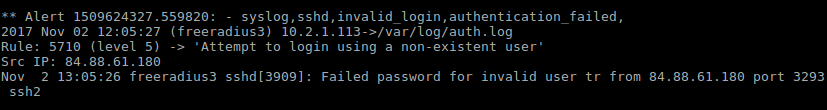 ** Alert 1509624327.559820: - syslog,sshd,invalid_login,authentication_failed,
2017 Nov 02 12:05:27 (freeradius3) 10.2.1.113->/var/log/auth.log
Rule: 5710 (level 5) -> 'Attempt to login using a non-existent user'
Src IP: 84.88.61.180
Nov  2 13:05:26 freeradius3 sshd[3909]: Failed password for invalid user tr from 84.88.61.180 port 3293
ssh2